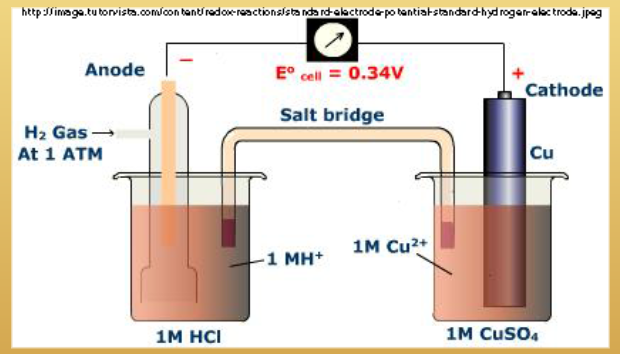 http://image.tutorvista.com/content/redox-reactions/standard-electrode-potential-standard-hydrogen-electrode.jpeg
Anode
−
E° cell = 0.34V
+
Cathode
Salt bridge
H₂ Gas
At 1 ATM
Cu
1 MH⁺
1M Cu²⁺
1M HCl
1M CuSO₄